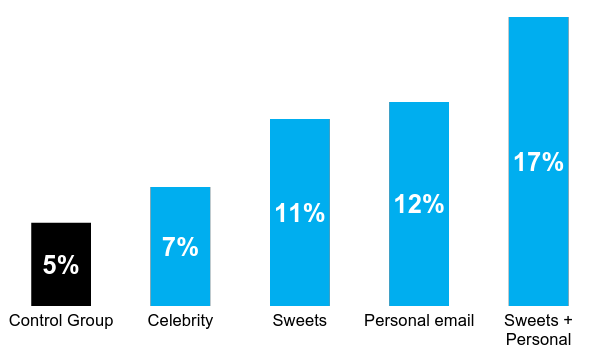 5%
7%
11%
12%
17%
Control Group
Celebrity
Sweets
Personal email
Sweets +
Personal